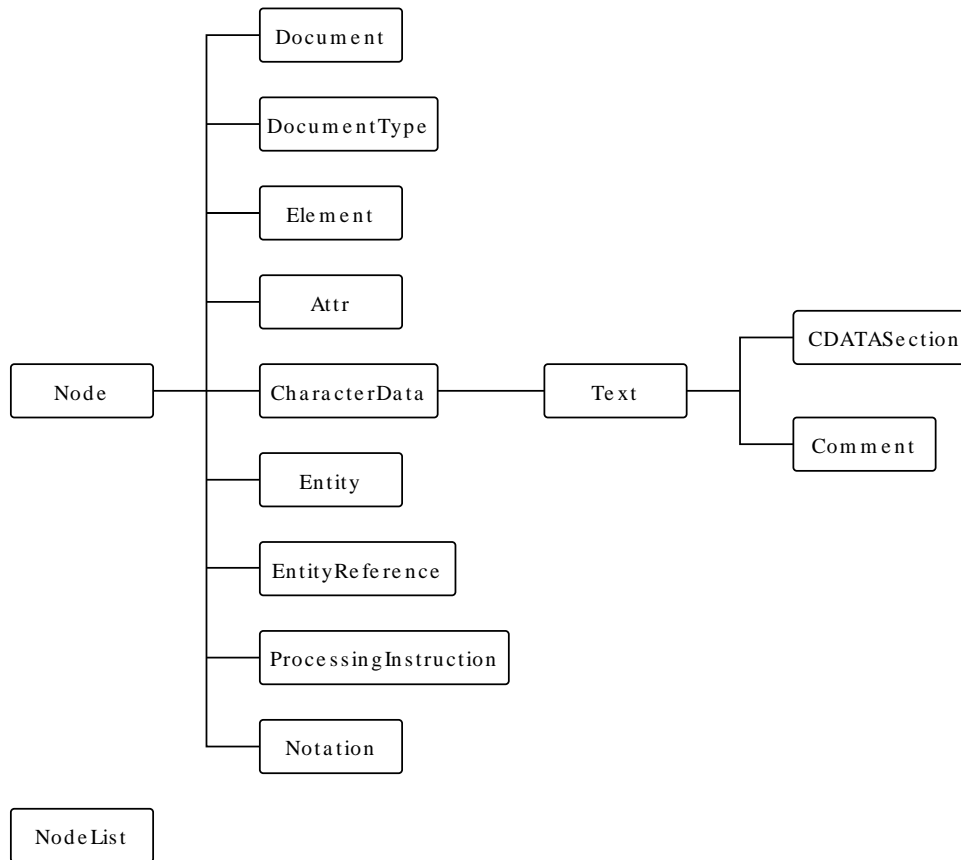 Document
DocumentType
Element
Attr
CDATASection
Node
CharacterData
Text
Comment
Entity
EntityReference
ProcessingInstruction
Notation
NodeList